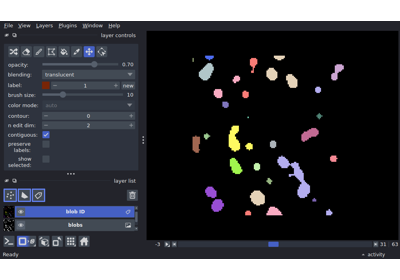 File View Layers Plugins Window Help
layer controls
opacity: 0.70
blending: translucent
label: 1 new
brush size: 10
color mode: auto
contour: 0
n edit dim: 2
contiguous:
preserve labels:
show selected:
layer list
blob ID
blobs
-3 31 63
Ready activity